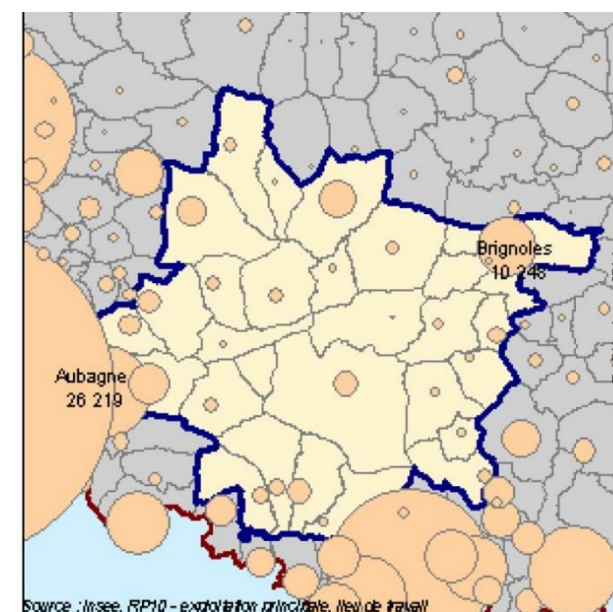 Brignoles
10 248
Aubagne
26 219
Source : Insee, RP10 - exploitation principale, lieu de travail